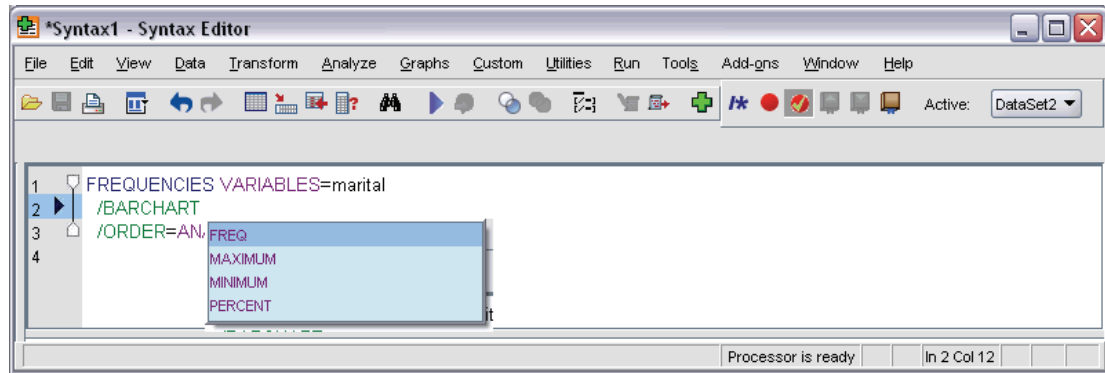 *Syntax1 - Syntax Editor
File Edit View Data Transform Analyze Graphs Custom Utilities Run Tools Add-ons Window Help
Active: DataSet2
1 FREQUENCIES VARIABLES=marital
2 /BARCHART
3 /ORDER=ANA
4
FREQ
MAXIMUM
MINIMUM
PERCENT
it
Processor is ready In 2 Col 12